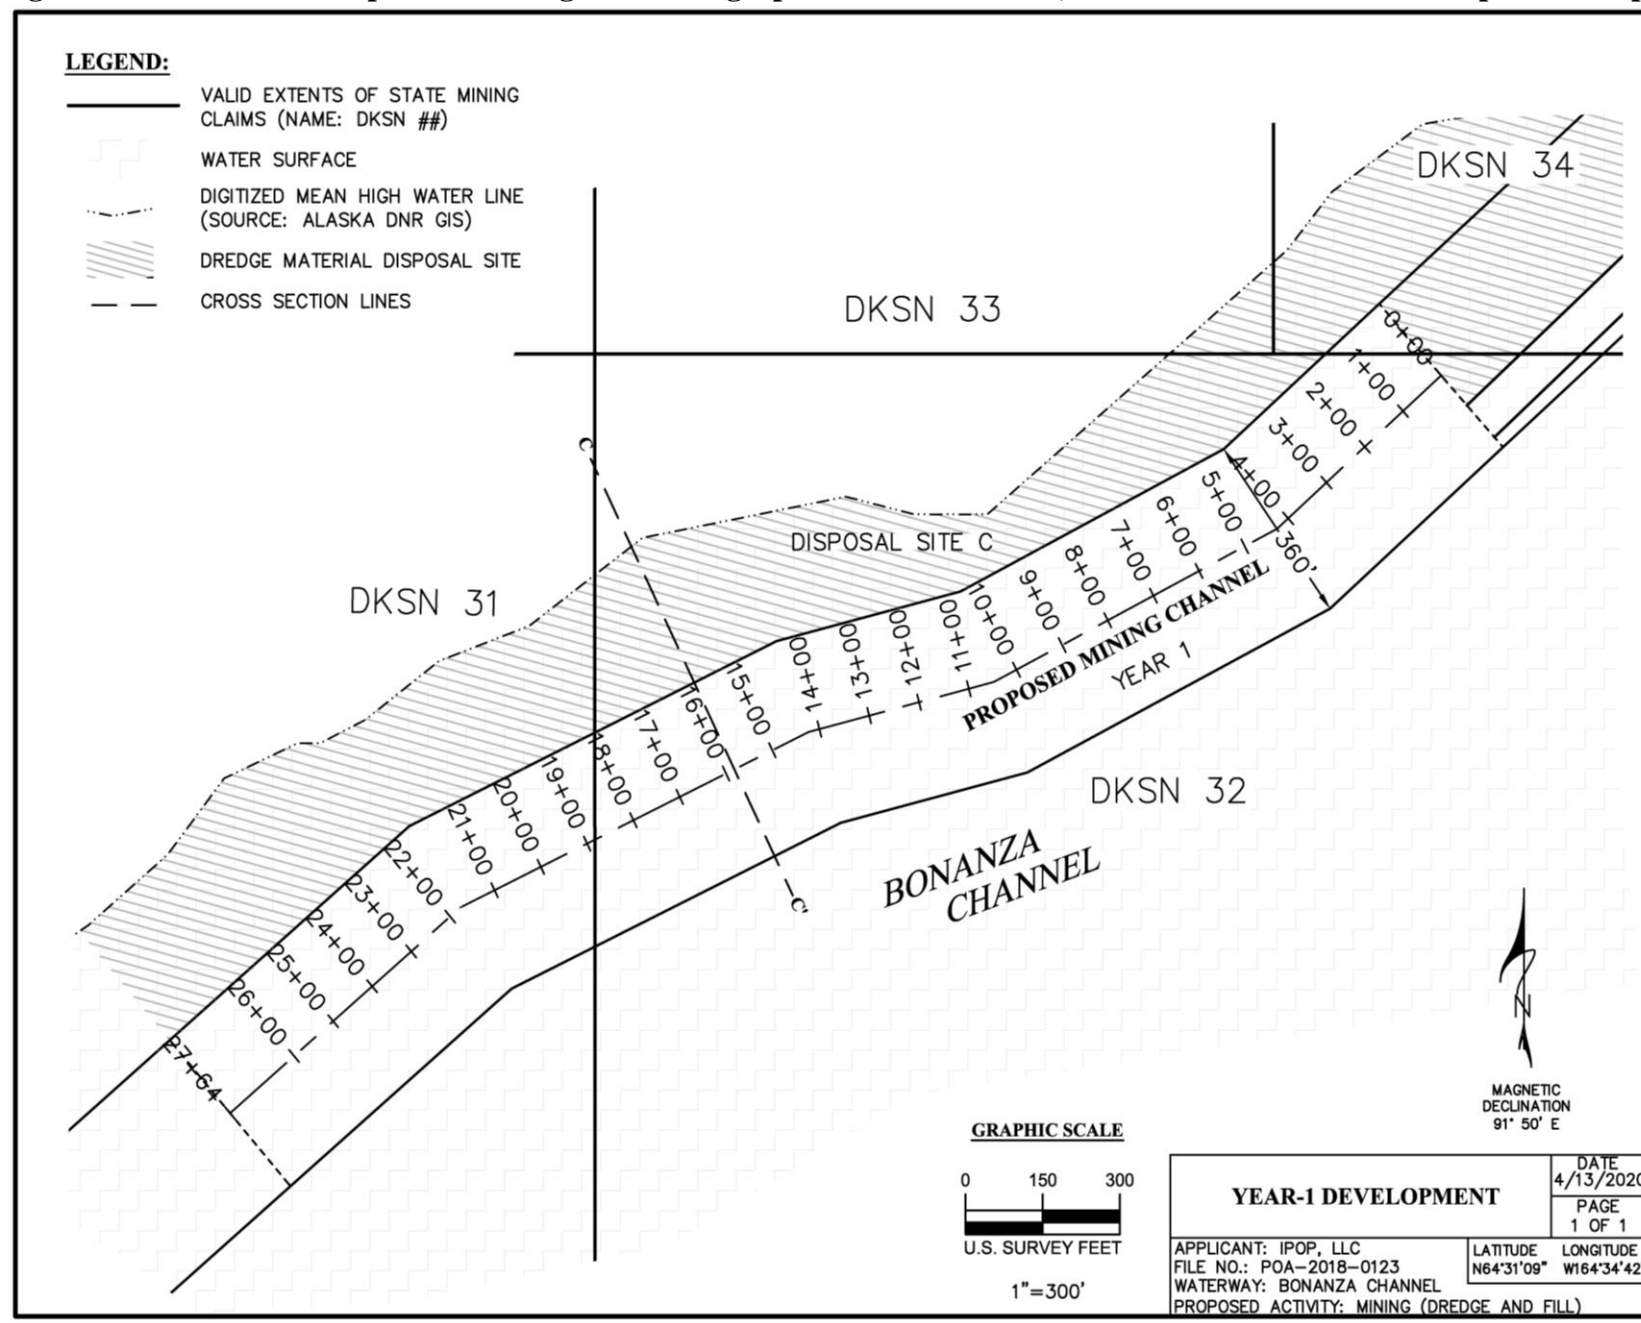 LEGEND:
VALID EXTENTS OF STATE MINING
CLAIMS (NAME: DKSN ##)
WATER SURFACE
DIGITIZED MEAN HIGH WATER LINE
(SOURCE: ALASKA DNR GIS)
DREDGE MATERIAL DISPOSAL SITE
CROSS SECTION LINES
DKSN 34
DKSN 33
DKSN 31
DKSN 32
DISPOSAL SITE C
C
C'
0+00
1+00
2+00
3+00
4+00
5+00
6+00
7+00
8+00
9+00
10+00
11+00
12+00
13+00
14+00
15+00
16+00
17+00
18+00
19+00
20+00
21+00
22+00
23+00
24+00
25+00
26+00
27+64
360'
PROPOSED MINING CHANNEL
YEAR 1
BONANZA
CHANNEL
N
MAGNETIC
DECLINATION
91° 50' E
GRAPHIC SCALE
0 150 300
U.S. SURVEY FEET
1"=300'
YEAR-1 DEVELOPMENT
DATE
4/13/2020
PAGE
1 OF 1
APPLICANT: IPOP, LLC
FILE NO.: POA-2018-0123
WATERWAY: BONANZA CHANNEL
PROPOSED ACTIVITY: MINING (DREDGE AND FILL)
LATITUDE
N64°31'09"
LONGITUDE
W164°34'42